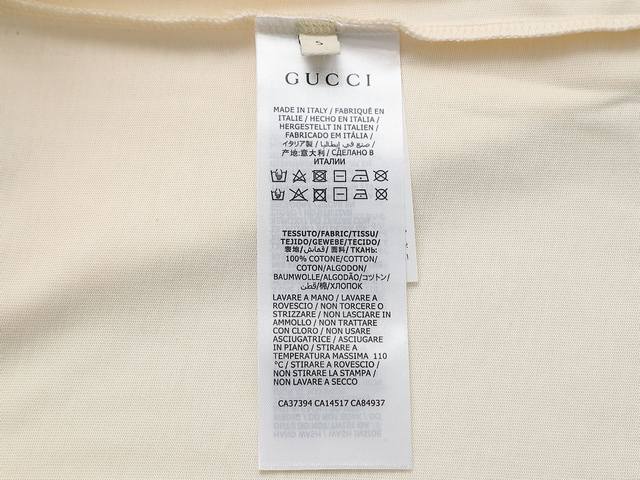 S
GUCCI
MADE IN ITALY / FABRIQUÉ EN
ITALIE / HECHO EN ITALIA /
HERGESTELLT IN ITALIEN /
FABRICADO EM ITÁLIA /
イタリア製 / صنع في إيطاليا /
产地:意大利 / СДЕЛАНО В
ИТАЛИИ
TESSUTO/FABRIC/TISSU/
TEJIDO/GEWEBE/TECIDO/
表地/قماش/ 面料/ ТКАНЬ:
100% COTONE/COTTON/
COTON/ALGODON/
BAUMWOLLE/ALGODÃO/コットン/
قطن/棉/ХЛОПОК
LAVARE A MANO / LAVARE A
ROVESCIO / NON TORCERE O
STRIZZARE / NON LASCIARE IN
AMMOLLO / NON TRATTARE
CON CLORO / NON USARE
ASCIUGATRICE / ASCIUGARE
IN PIANO / STIRARE A
TEMPERATURA MASSIMA 110
°C / STIRARE A ROVESCIO /
NON STIRARE LA STAMPA /
NON LAVARE A SECCO
CA37394 CA14517 CA84937